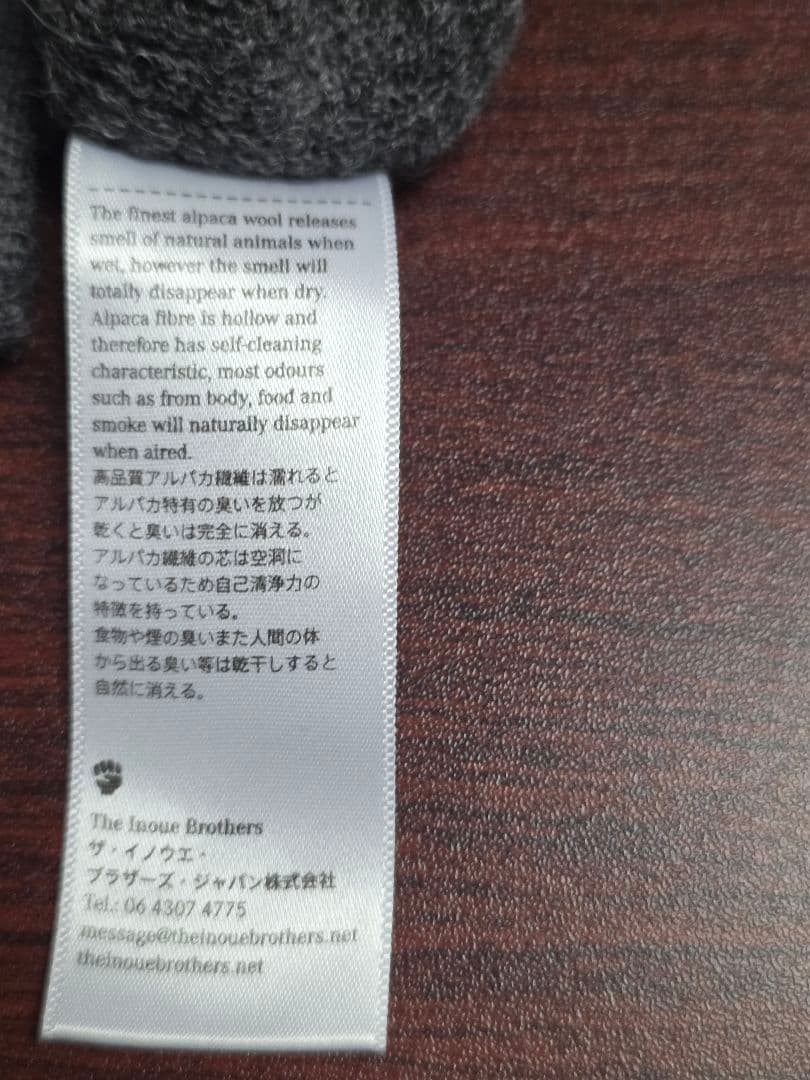 The finest alpaca wool releases
smell of natural animals when
wet, however the smell will
totally disappear when dry.
Alpaca fibre is hollow and
therefore has self-cleaning
characteristic, most odours
such as from body, food and
smoke will naturally disappear
when aired.
高品質アルパカ繊維は濡れると
アルパカ特有の臭いを放つが
乾くと臭いは完全に消える。
アルパカ繊維の芯は空洞に
なっているため自己清浄力の
特徴を持っている。
食物や煙の臭いまた人間の体
から出る臭い等は乾干しすると
自然に消える。
The Inoue Brothers
ザ・イノウエ・
ブラザーズ・ジャパン株式会社
Tel.: 06 4307 4775
message@theinouebrothers.net
theinouebrothers.net